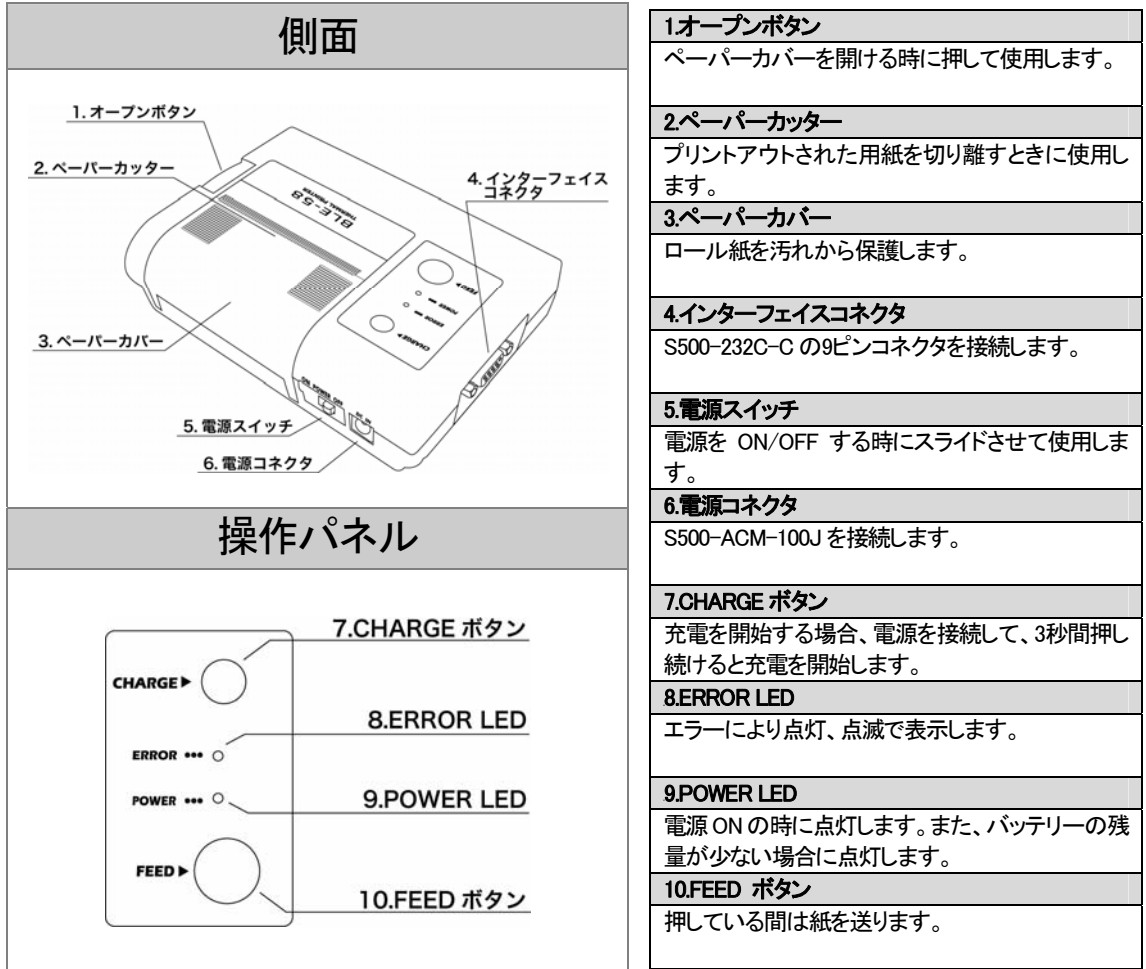 側面
1.オープンボタン
2.ペーパーカッター
3.ペーパーカバー
4.インターフェイス
コネクタ
5.電源スイッチ
6.電源コネクタ
BLE-58
THERMAL PRINTER
FEED▶
POWER
ERROR
CHARGE▶
DC IN
操作パネル
CHARGE▶
ERROR •••
POWER •••
FEED▶
7.CHARGE ボタン
8.ERROR LED
9.POWER LED
10.FEED ボタン
1.オープンボタン
ペーパーカバーを開ける時に押して使用します。
2.ペーパーカッター
プリントアウトされた用紙を切り離すときに使用し
ます。
3.ペーパーカバー
ロール紙を汚れから保護します。
4.インターフェイスコネクタ
S500-232C-C の9ピンコネクタを接続します。
5.電源スイッチ
電源を ON/OFF する時にスライドさせて使用しま
す。
6.電源コネクタ
S500-ACM-100J を接続します。
7.CHARGE ボタン
充電を開始する場合、電源を接続して、3秒間押し
続けると充電を開始します。
8.ERROR LED
エラーにより点灯、点滅で表示します。
9.POWER LED
電源 ON の時に点灯します。また、バッテリーの残
量が少ない場合に点灯します。
10.FEED ボタン
押している間は紙を送ります。